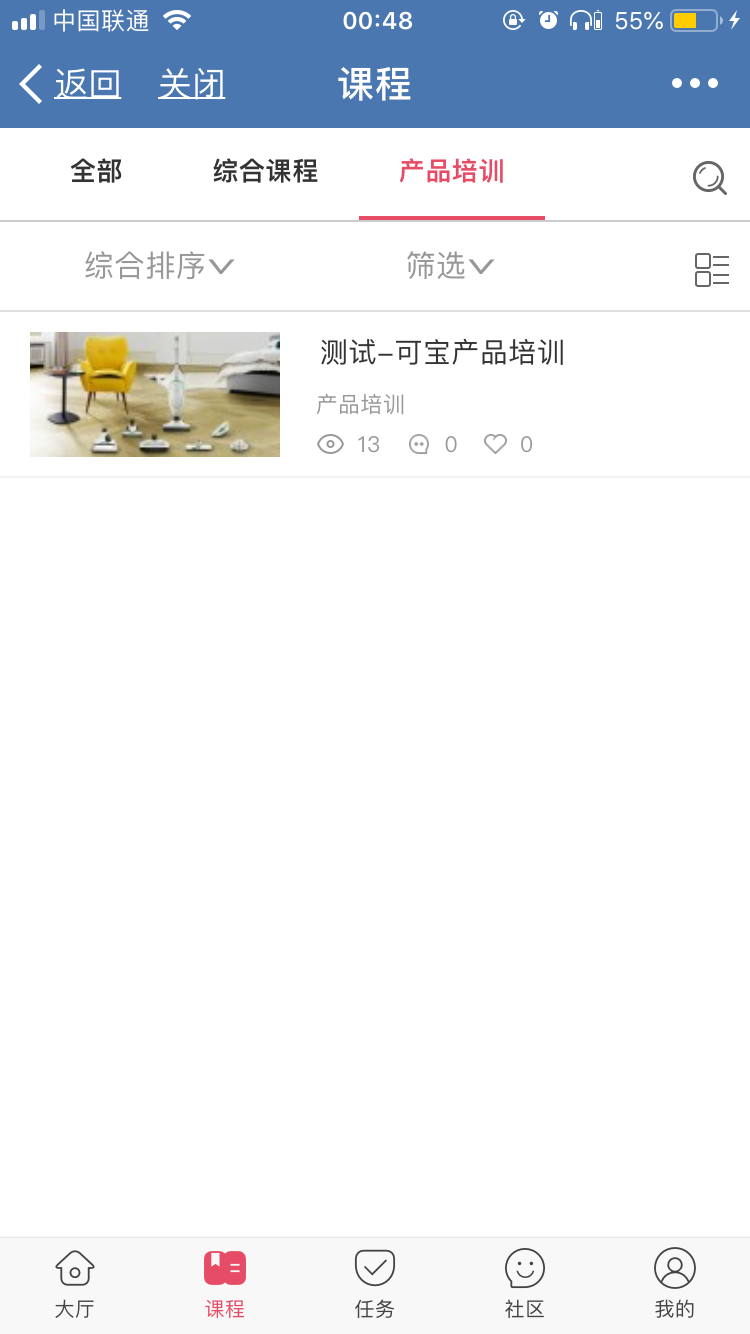 中国联通 00:48 55%
返回 关闭 课程
全部 综合课程 产品培训
综合排序 筛选
测试-可宝产品培训
产品培训
13 0 0
大厅 课程 任务 社区 我的